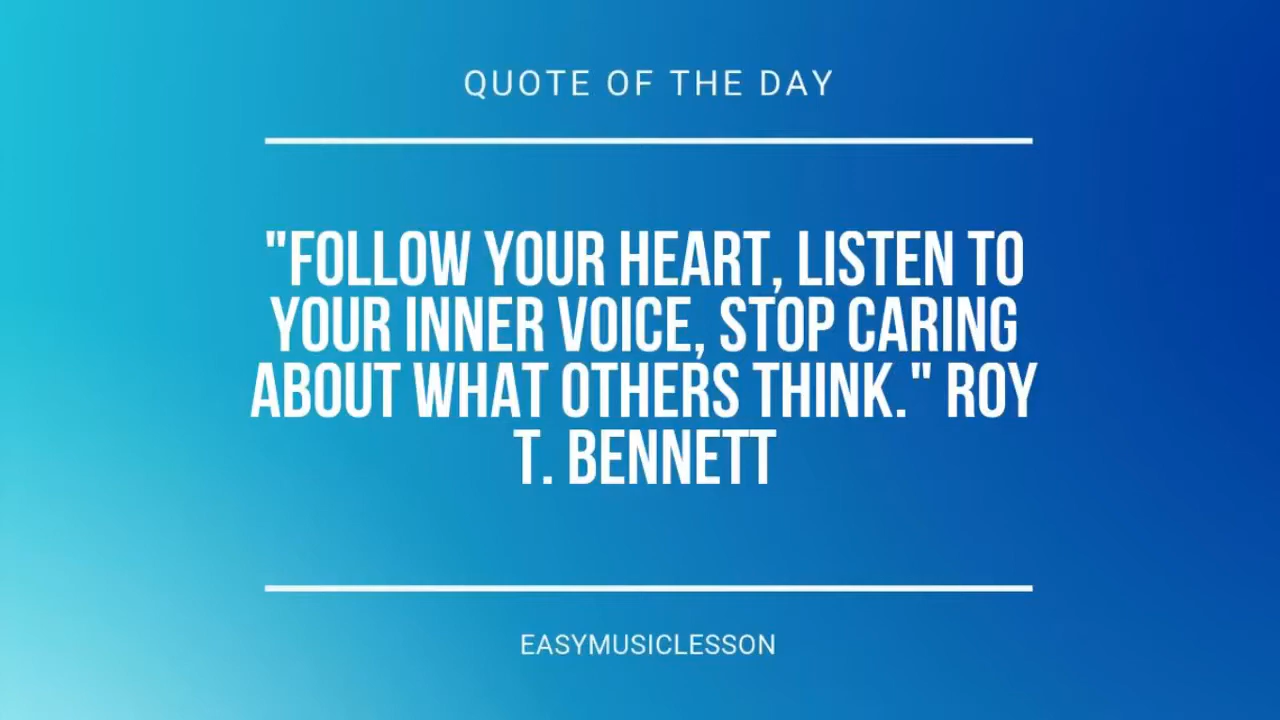 QUOTE OF THE DAY
"FOLLOW YOUR HEART, LISTEN TO
YOUR INNER VOICE, STOP CARING
ABOUT WHAT OTHERS THINK." ROY
T. BENNETT
EASYMUSICLESSON